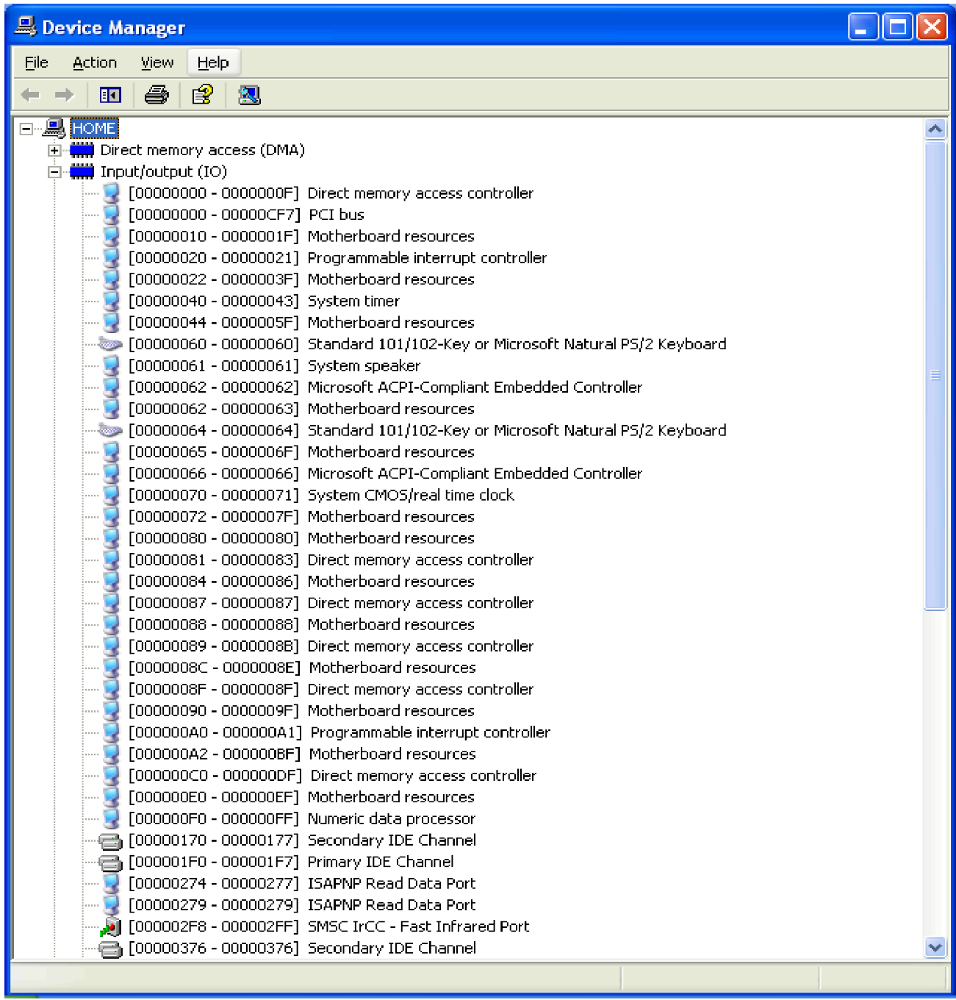 Device Manager
File Action View Help
HOME
Direct memory access (DMA)
Input/output (IO)
[00000000 - 0000000F] Direct memory access controller
[00000000 - 00000CF7] PCI bus
[00000010 - 0000001F] Motherboard resources
[00000020 - 00000021] Programmable interrupt controller
[00000022 - 0000003F] Motherboard resources
[00000040 - 00000043] System timer
[00000044 - 0000005F] Motherboard resources
[00000060 - 00000060] Standard 101/102-Key or Microsoft Natural PS/2 Keyboard
[00000061 - 00000061] System speaker
[00000062 - 00000062] Microsoft ACPI-Compliant Embedded Controller
[00000062 - 00000063] Motherboard resources
[00000064 - 00000064] Standard 101/102-Key or Microsoft Natural PS/2 Keyboard
[00000065 - 0000006F] Motherboard resources
[00000066 - 00000066] Microsoft ACPI-Compliant Embedded Controller
[00000070 - 00000071] System CMOS/real time clock
[00000072 - 0000007F] Motherboard resources
[00000080 - 00000080] Motherboard resources
[00000081 - 00000083] Direct memory access controller
[00000084 - 00000086] Motherboard resources
[00000087 - 00000087] Direct memory access controller
[00000088 - 00000088] Motherboard resources
[00000089 - 0000008B] Direct memory access controller
[0000008C - 0000008E] Motherboard resources
[0000008F - 0000008F] Direct memory access controller
[00000090 - 0000009F] Motherboard resources
[000000A0 - 000000A1] Programmable interrupt controller
[000000A2 - 000000BF] Motherboard resources
[000000C0 - 000000DF] Direct memory access controller
[000000E0 - 000000EF] Motherboard resources
[000000F0 - 000000FF] Numeric data processor
[00000170 - 00000177] Secondary IDE Channel
[000001F0 - 000001F7] Primary IDE Channel
[00000274 - 00000277] ISAPNP Read Data Port
[00000279 - 00000279] ISAPNP Read Data Port
[000002F8 - 000002FF] SMSC IrCC - Fast Infrared Port
[00000376 - 00000376] Secondary IDE Channel